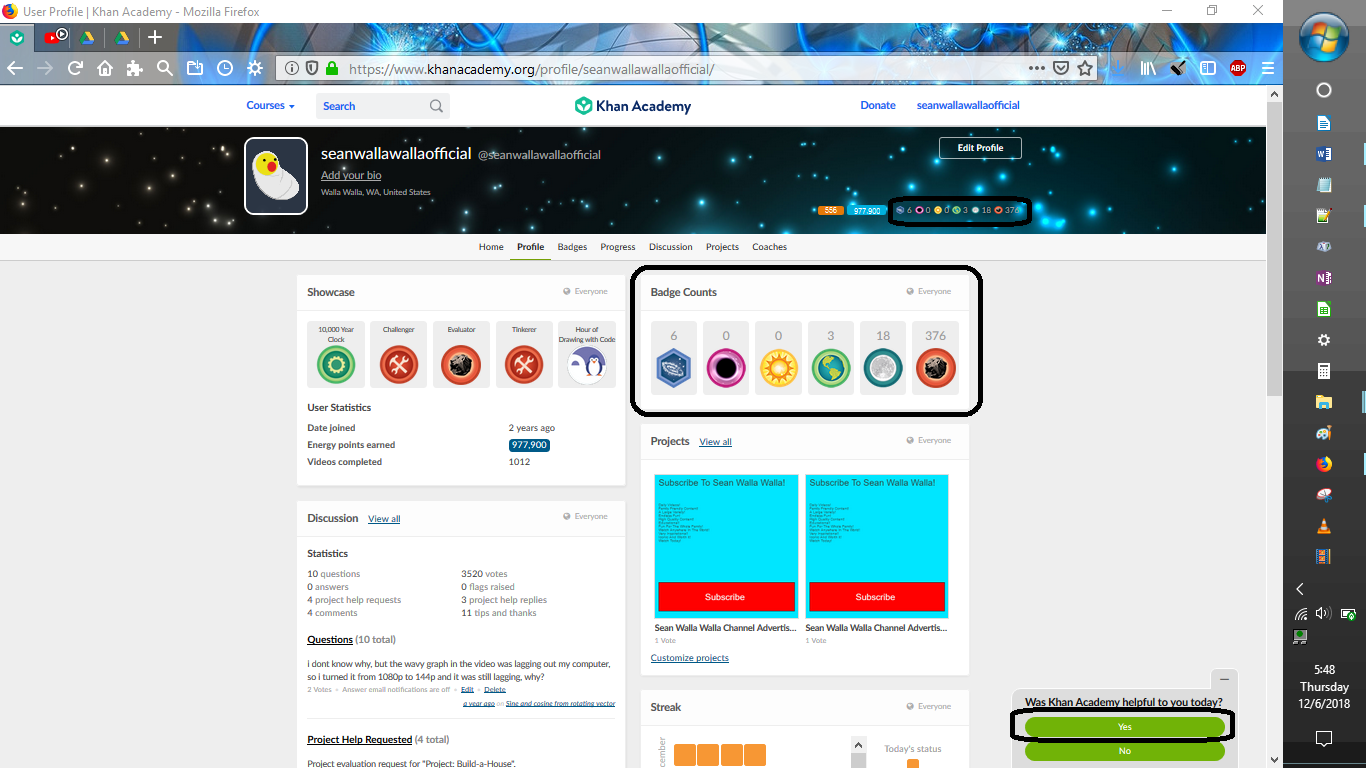 User Profile | Khan Academy - Mozilla Firefox
https://www.khanacademy.org/profile/seanwallawallaofficial/
ABP
Courses
Search
Khan Academy
Donate
seanwallawallaofficial
seanwallawallaofficial @seanwallawallaofficial
Add your bio
Walla Walla, WA, United States
Edit Profile
556 977,900 6 0 0 3 18 376
Home Profile Badges Progress Discussion Projects Coaches
Showcase Everyone
10,000 Year Clock
Challenger
Evaluator
Tinkerer
Hour of Drawing with Code
User Statistics
Date joined 2 years ago
Energy points earned 977,900
Videos completed 1012
Badge Counts Everyone
6 0 0 3 18 376
Projects View all Everyone
Subscribe To Sean Walla Walla!
Subscribe
Sean Walla Walla Channel Advertis...
1 Vote
Subscribe To Sean Walla Walla!
Subscribe
Sean Walla Walla Channel Advertis...
1 Vote
Customize projects
Discussion View all Everyone
Statistics
10 questions 3520 votes
0 answers 0 flags raised
4 project help requests 3 project help replies
4 comments 11 tips and thanks
Questions (10 total)
i dont know why, but the wavy graph in the video was lagging out my computer,
so i turned it from 1080p to 144p and it was still lagging, why?
2 Votes • Answer email notifications are off • Edit • Delete
a year ago on Sine and cosine from rotating vector
Project Help Requested (4 total)
Project evaluation request for "Project: Build-a-House".
Streak Everyone
cember
Today's status
Was Khan Academy helpful to you today?
Yes
No
5:48
Thursday
12/6/2018